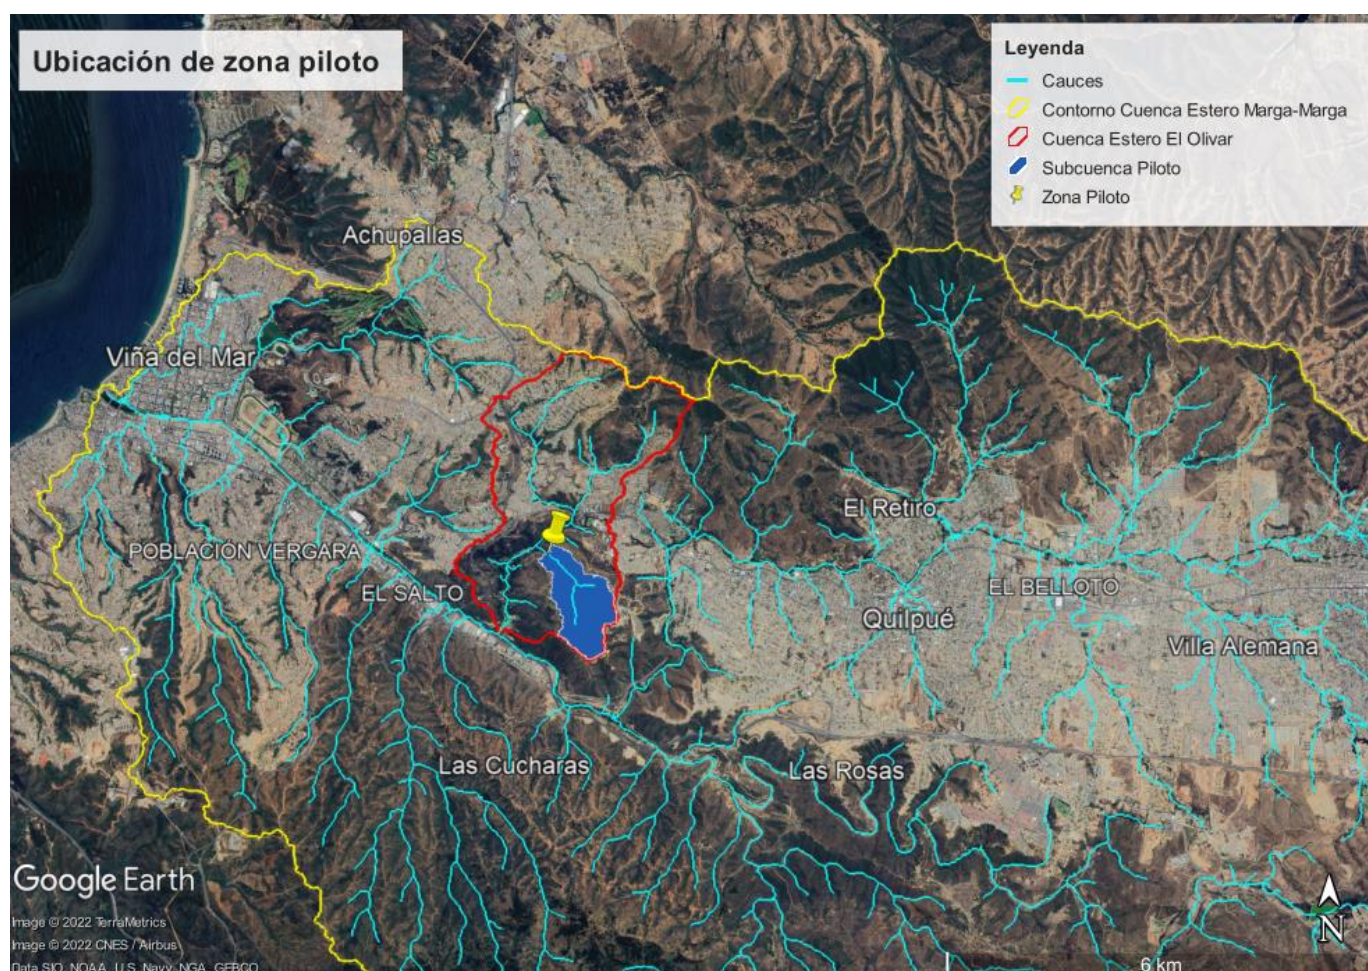 Ubicación de zona piloto
Leyenda
Cauces
Contorno Cuenca Estero Marga-Marga
Cuenca Estero El Olivar
Subcuenca Piloto
Zona Piloto
Achupallas
Viña del Mar
El Retiro
POBLACIÓN VERGARA
EL SALTO
EL BELLOTO
Quilpué
Villa Alemana
Las Cucharas
Las Rosas
Google Earth
Image © 2022 TerraMetrics
Image © 2022 CNES / Airbus
Data SIO, NOAA, U.S. Navy, NGA, GEBCO
N
6 km